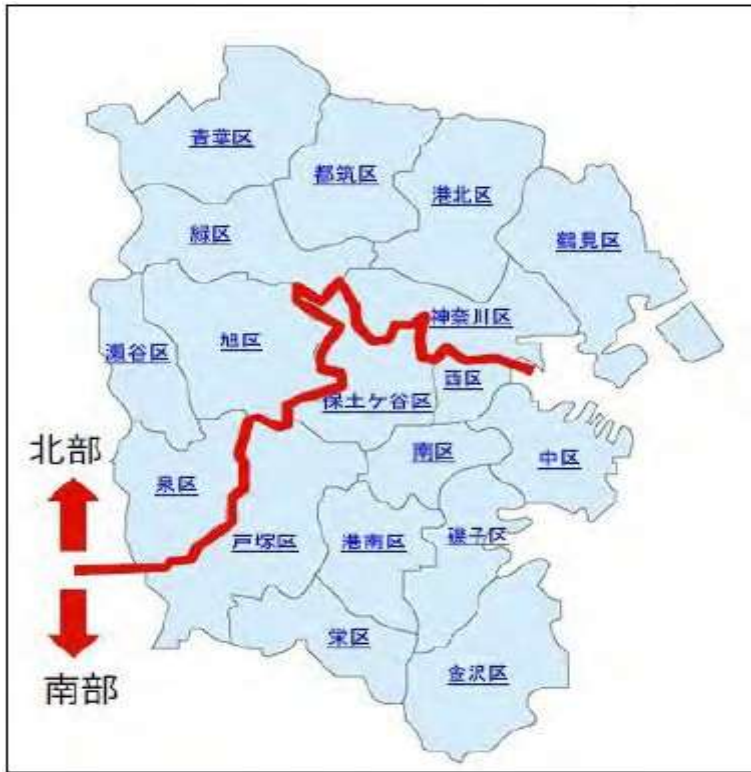 青葉区
都筑区
港北区
緑区
鶴見区
神奈川区
旭区
瀬谷区
西区
保土ケ谷区
北部
南区
中区
泉区
戸塚区
港南区
磯子区
栄区
金沢区
南部